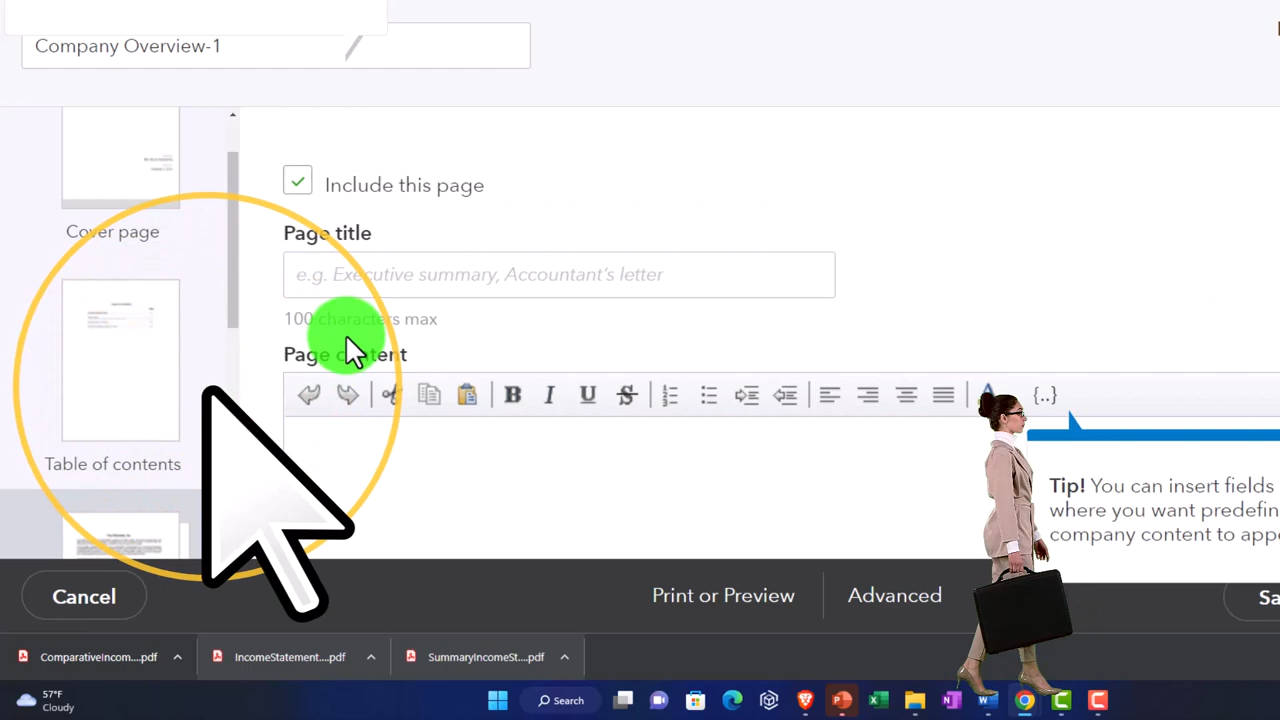 Company Overview-1
Include this page
Cover page
Page title
e.g. Executive summary, Accountant's letter
100 characters max
Page content
B I U S A {..}
Table of contents
Tip! You can insert fields
where you want predefin
company content to appe
Cancel
Print or Preview
Advanced
Sa
ComparativeIncom....pdf
IncomeStatement....pdf
SummaryIncomeSt....pdf
57°F
Cloudy
Search